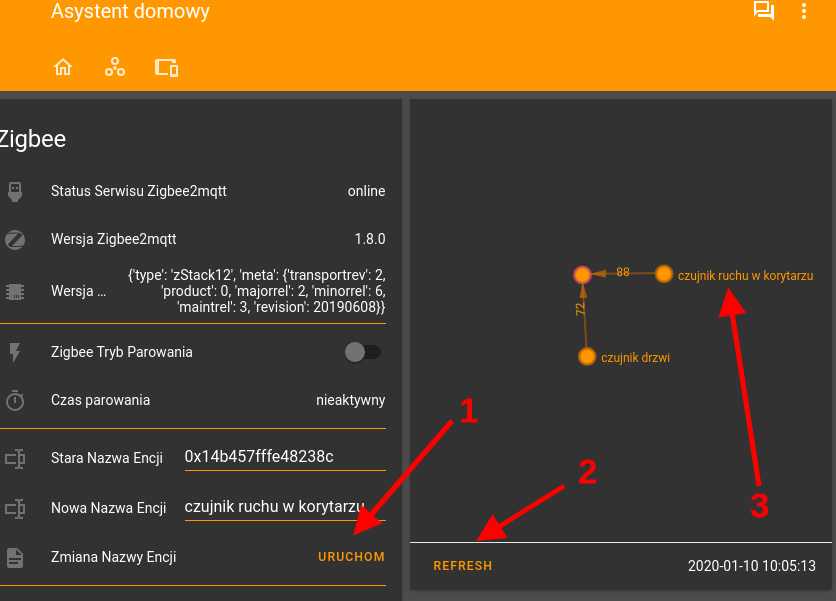 Asystent domowy
Zigbee
Status Serwisu Zigbee2mqtt online
Wersja Zigbee2mqtt 1.8.0
Wersja ... {'type': 'zStack12', 'meta': {'transportrev': 2,
'product': 0, 'majorrel': 2, 'minorrel': 6,
'maintrel': 3, 'revision': 20190608}}
Zigbee Tryb Parowania
Czas parowania nieaktywny
Stara Nazwa Encji 0x14b457fffe48238c
Nowa Nazwa Encji czujnik ruchu w korytarzu
Zmiana Nazwy Encji URUCHOM
1
88
czujnik ruchu w korytarzu
72
czujnik drzwi
2
3
REFRESH 2020-01-10 10:05:13